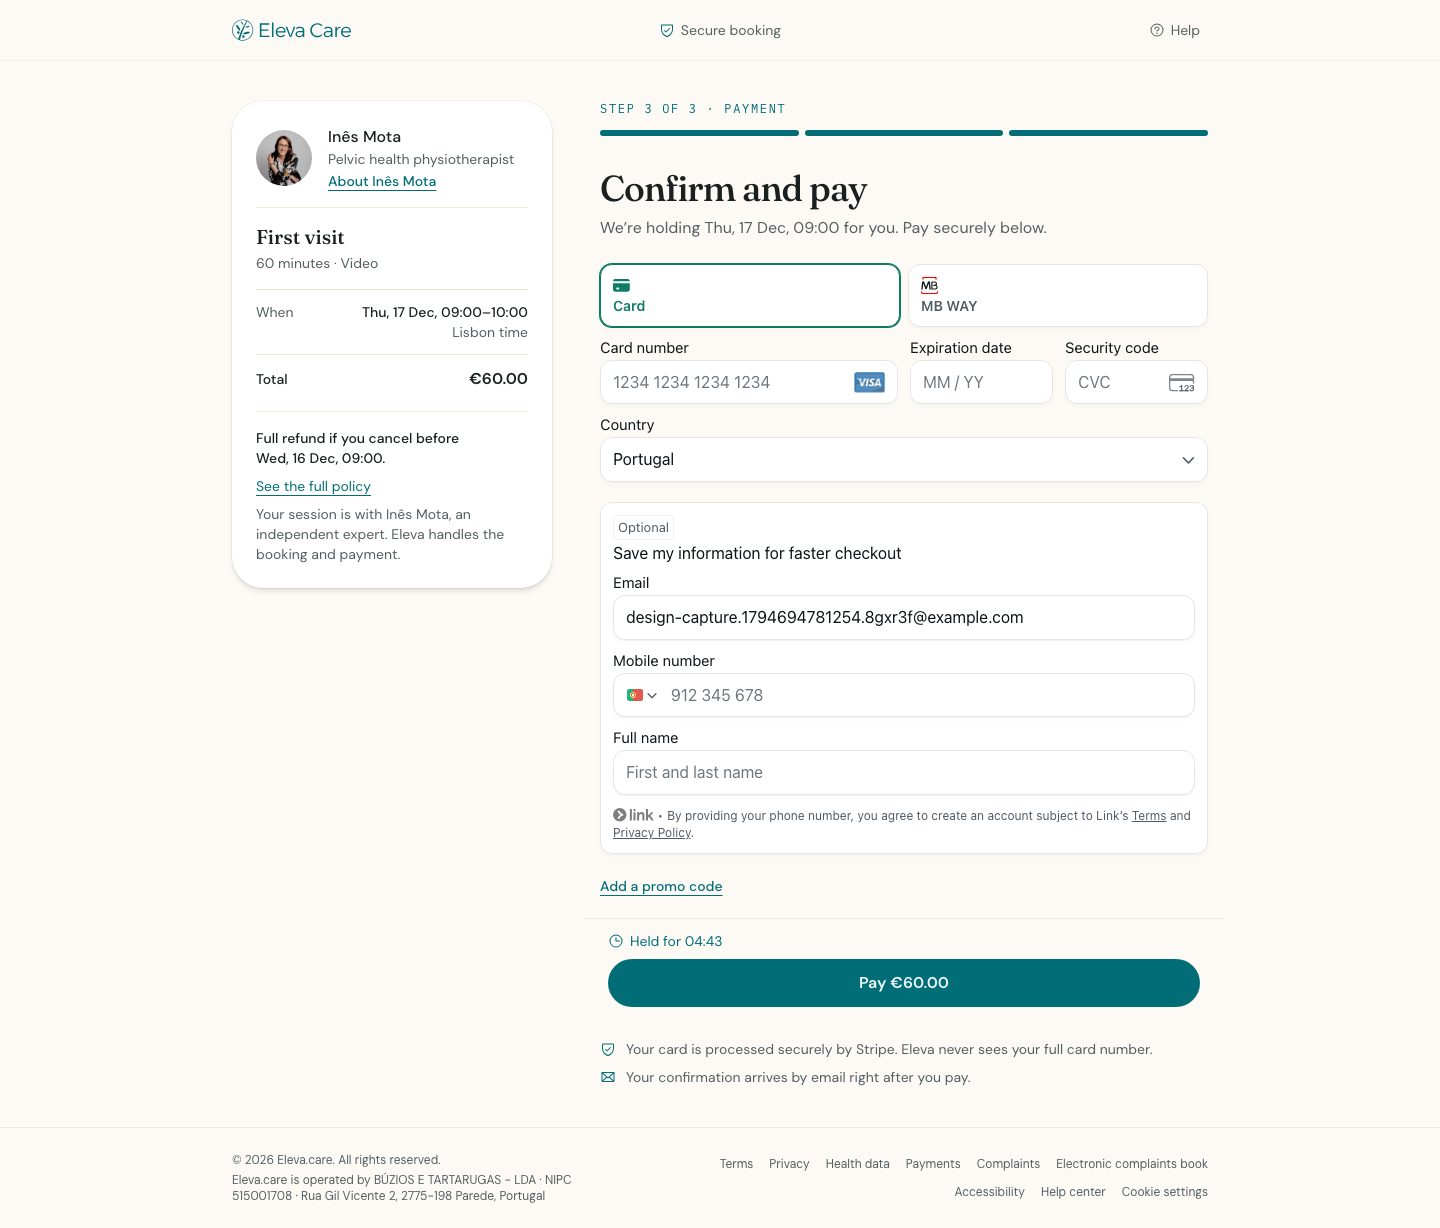 Eleva Care
Secure booking
Help
Inês Mota
Pelvic health physiotherapist
About Inês Mota
First visit
60 minutes · Video
When
Thu, 17 Dec, 09:00–10:00
Lisbon time
Total
€60.00
Full refund if you cancel before
Wed, 16 Dec, 09:00.
See the full policy
Your session is with Inês Mota, an
independent expert. Eleva handles the
booking and payment.
STEP 3 OF 3 · PAYMENT
Confirm and pay
We’re holding Thu, 17 Dec, 09:00 for you. Pay securely below.
Card
MB
MB WAY
Card number
1234 1234 1234 1234
VISA
Expiration date
MM / YY
Security code
CVC
123
Country
Portugal
Optional
Save my information for faster checkout
Email
design-capture.1794694781254.8gxr3f@example.com
Mobile number
912 345 678
Full name
First and last name
link • By providing your phone number, you agree to create an account subject to Link’s Terms and
Privacy Policy.
Add a promo code
Held for 04:43
Pay €60.00
Your card is processed securely by Stripe. Eleva never sees your full card number.
Your confirmation arrives by email right after you pay.
© 2026 Eleva.care. All rights reserved.
Eleva.care is operated by BÚZIOS E TARTARUGAS - LDA · NIPC
515001708 · Rua Gil Vicente 2, 2775-198 Parede, Portugal
Terms
Privacy
Health data
Payments
Complaints
Electronic complaints book
Accessibility
Help center
Cookie settings